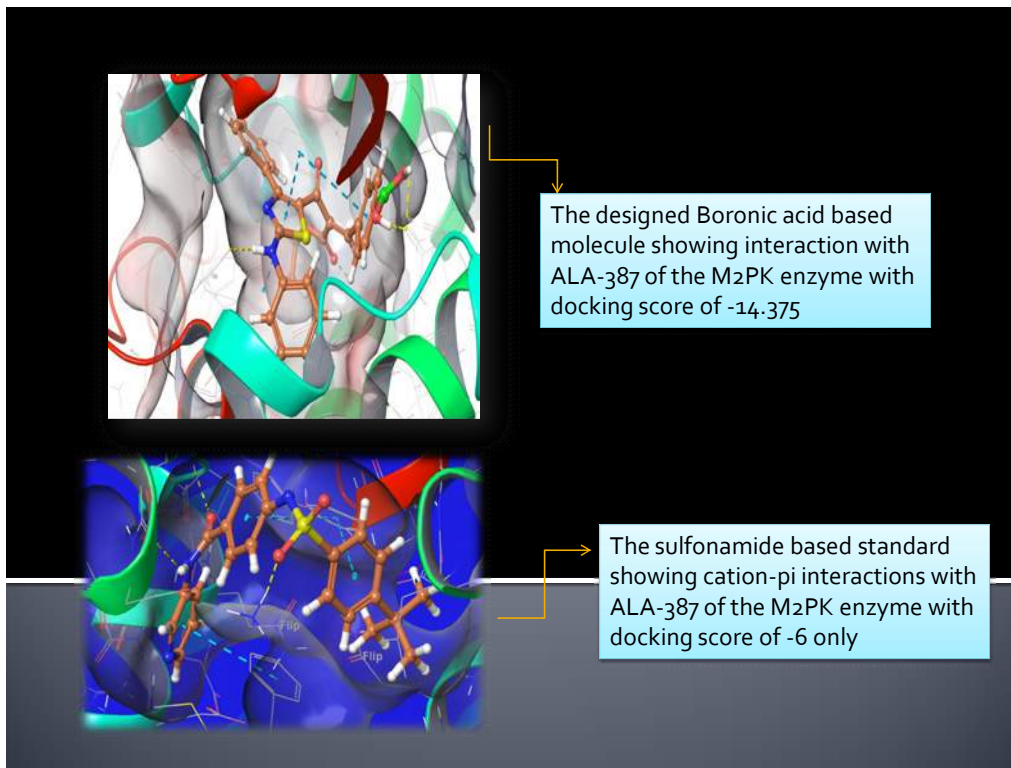 The designed Boronic acid based
molecule showing interaction with
ALA-387 of the M2PK enzyme with
docking score of -14.375
The sulfonamide based standard
showing cation-pi interactions with
ALA-387 of the M2PK enzyme with
docking score of -6 only
Flip
Flip